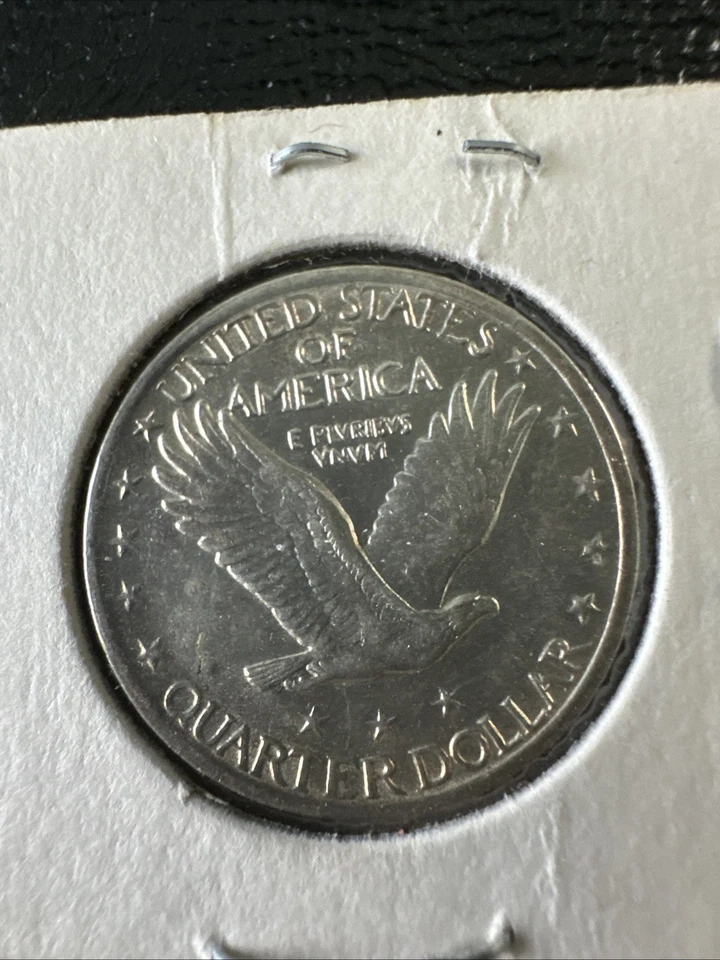 UNITED STATES
OF
AMERICA
E PLVRIBVS
VNVM
QUARTER DOLLAR